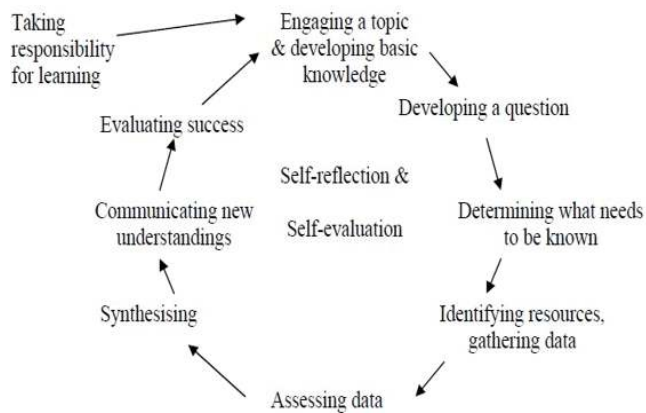 Taking
responsibility
for learning
Engaging a topic
& developing basic
knowledge
Developing a question
Determining what needs
to be known
Identifying resources,
gathering data
Assessing data
Synthesising
Communicating new
understandings
Evaluating success
Self-reflection &
Self-evaluation